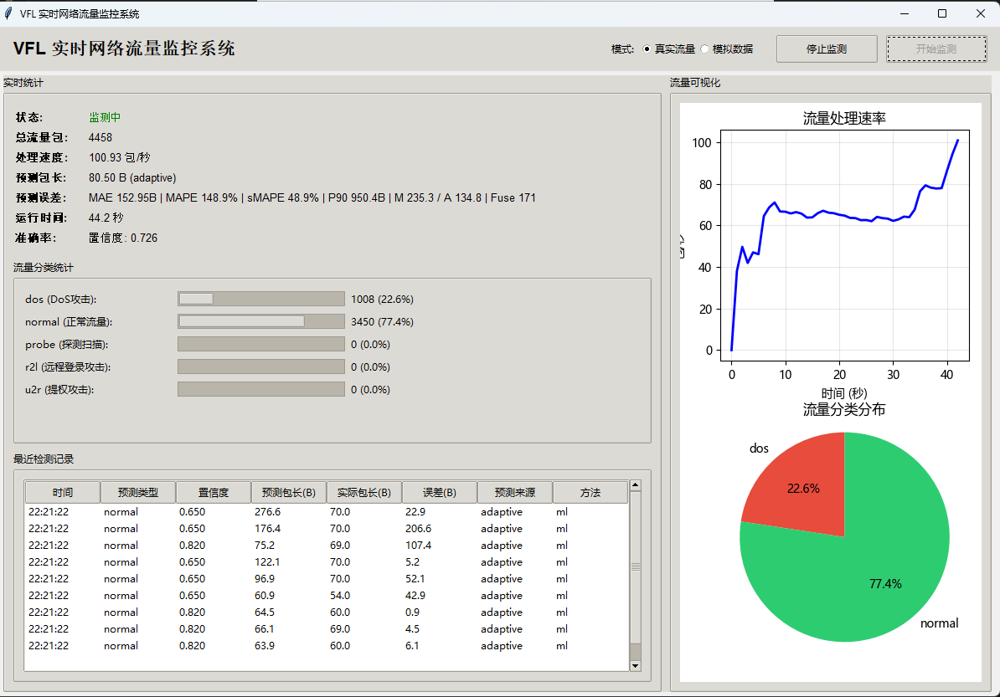 VFL 实时网络流量监控系统
VFL 实时网络流量监控系统
模式: 真实流量 模拟数据 停止监测 开始监测
实时统计
状态: 监测中
总流量包: 4458
处理速度: 100.93 包/秒
预测包长: 80.50 B (adaptive)
预测误差: MAE 152.95B | MAPE 148.9% | sMAPE 48.9% | P90 950.4B | M 235.3 / A 134.8 | Fuse 171
运行时间: 44.2 秒
准确率: 置信度: 0.726
流量分类统计
dos (DoS攻击): 1008 (22.6%)
normal (正常流量): 3450 (77.4%)
probe (探测扫描): 0 (0.0%)
r2l (远程登录攻击): 0 (0.0%)
u2r (提权攻击): 0 (0.0%)
最近检测记录
时间 预测类型 置信度 预测包长(B) 实际包长(B) 误差(B) 预测来源 方法
22:21:22 normal 0.650 276.6 70.0 22.9 adaptive ml
22:21:22 normal 0.650 176.4 70.0 206.6 adaptive ml
22:21:22 normal 0.820 75.2 69.0 107.4 adaptive ml
22:21:22 normal 0.650 122.1 70.0 5.2 adaptive ml
22:21:22 normal 0.650 96.9 70.0 52.1 adaptive ml
22:21:22 normal 0.650 60.9 54.0 42.9 adaptive ml
22:21:22 normal 0.820 64.5 60.0 0.9 adaptive ml
22:21:22 normal 0.820 66.1 69.0 4.5 adaptive ml
22:21:22 normal 0.820 63.9 60.0 6.1 adaptive ml
流量可视化
流量处理速率
100
80
60
40
20
0
0 10 20 30 40
时间 (秒)
流量分类分布
dos
22.6%
77.4%
normal